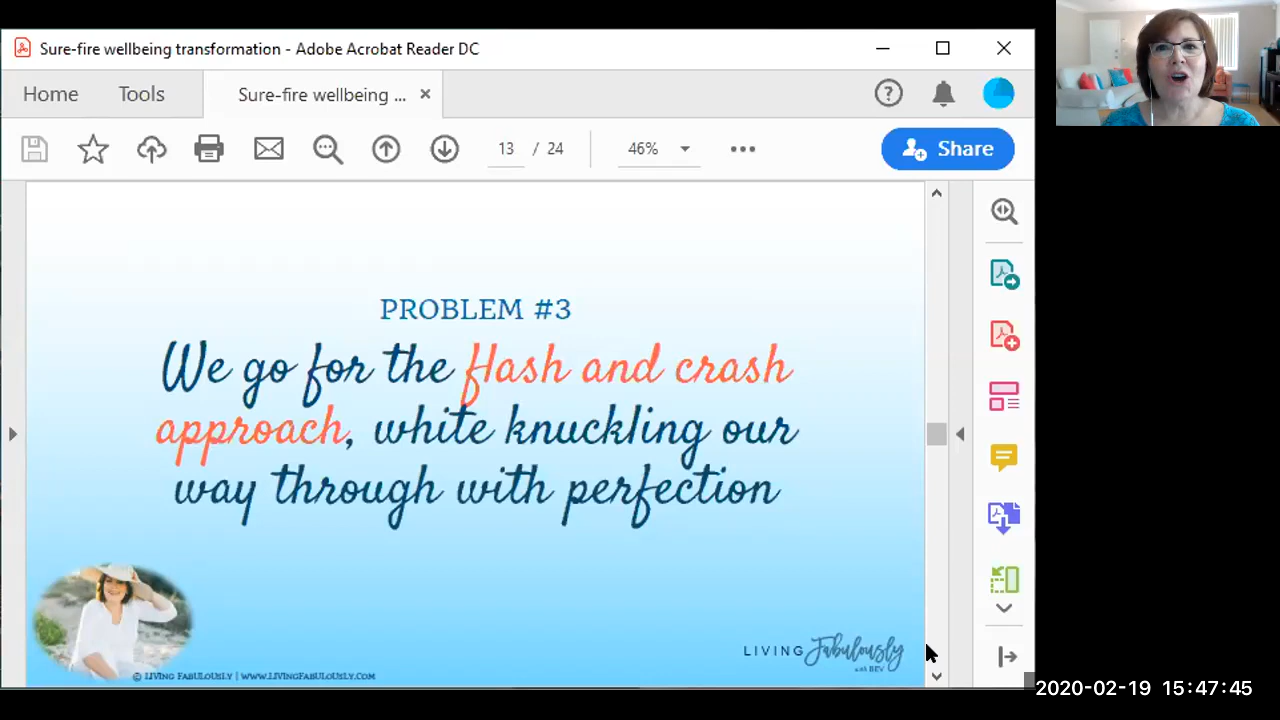 Sure-fire wellbeing transformation - Adobe Acrobat Reader DC
Home Tools Sure-fire wellbeing ...
13 / 24 46% Share
PROBLEM #3
We go for the flash and crash
approach, white knuckling our
way through with perfection
LIVING Fabulously
with BEV
© LIVING FABULOUSLY | WWW.LIVINGFABULOUSLY.COM
2020-02-19 15:47:45